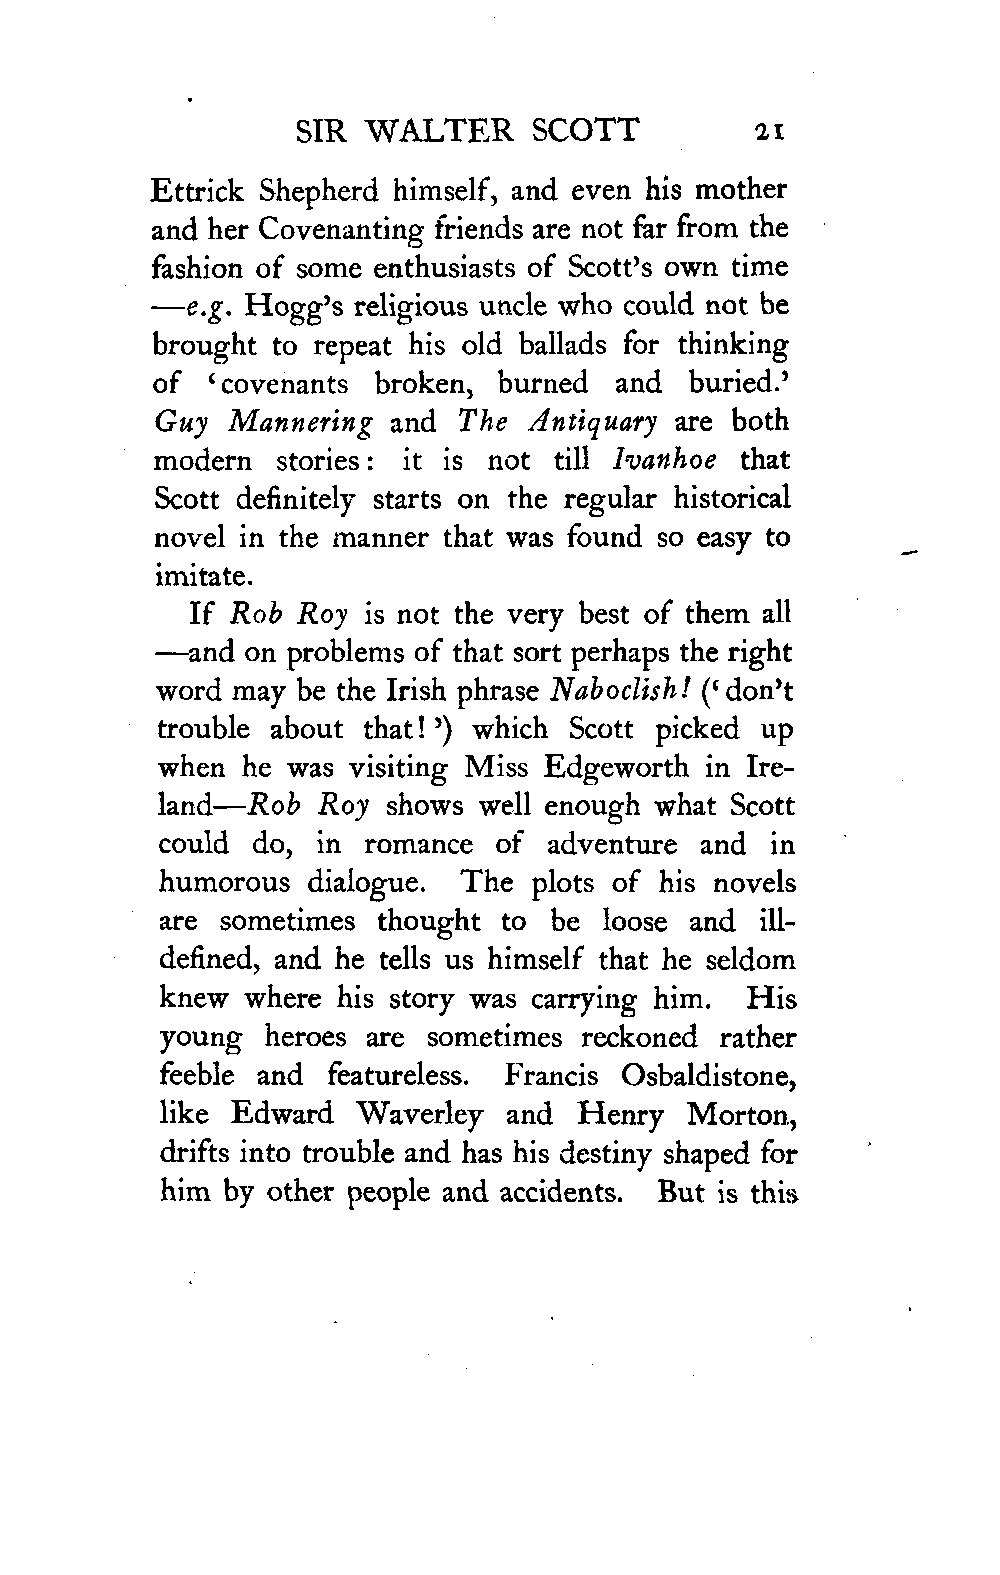 SIR WALTER SCOTT 21
Ettrick Shepherd himself, and even his mother
and her Covenanting friends are not far from the
fashion of some enthusiasts of Scott's own time
—e.g. Hogg's religious uncle who could not be
brought to repeat his old ballads for thinking
of 'covenants broken, burned and buried.'
Guy Mannering and The Antiquary are both
modern stories: it is not till Ivanhoe that
Scott definitely starts on the regular historical
novel in the manner that was found so easy to
imitate.
If Rob Roy is not the very best of them all
—and on problems of that sort perhaps the right
word may be the Irish phrase Naboclish! ('don't
trouble about that!') which Scott picked up
when he was visiting Miss Edgeworth in Ire-
land—Rob Roy shows well enough what Scott
could do, in romance of adventure and in
humorous dialogue. The plots of his novels
are sometimes thought to be loose and ill-
defined, and he tells us himself that he seldom
knew where his story was carrying him. His
young heroes are sometimes reckoned rather
feeble and featureless. Francis Osbaldistone,
like Edward Waverley and Henry Morton,
drifts into trouble and has his destiny shaped for
him by other people and accidents. But is this